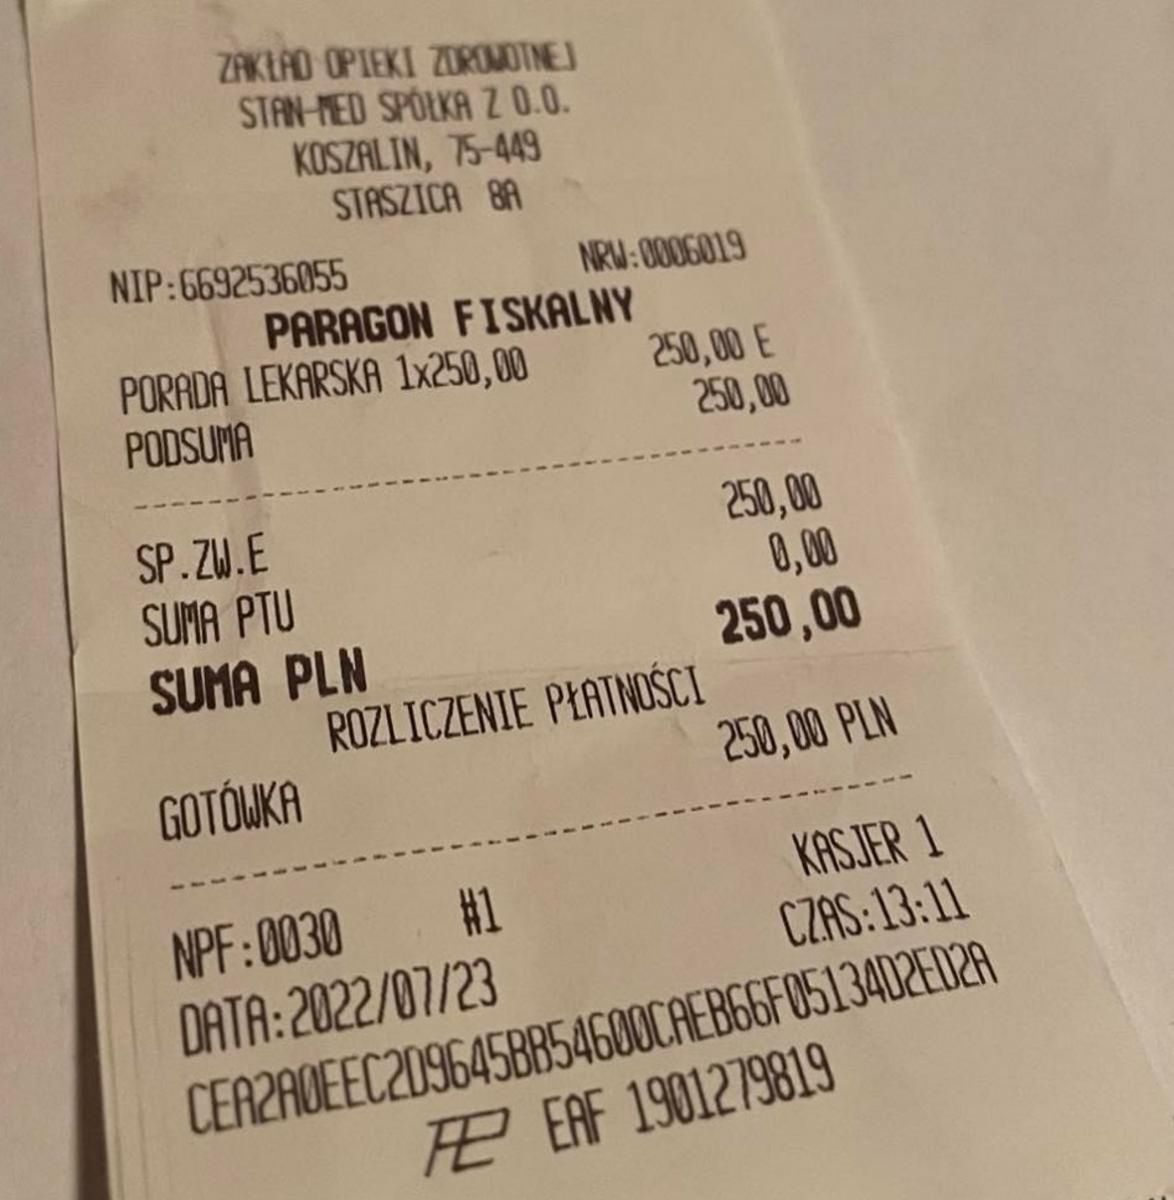 ZAKŁAD OPIEKI ZDROWOTNEJ
STAN-MED SPÓŁKA Z O.O.
KOSZALIN, 75-449
STASZICA 8A
NIP:6692536055 NRW:0006019
PARAGON FISKALNY
PORADA LEKARSKA 1x250,00 250,00 E
PODSUMA 250,00
SP.ZW.E 250,00
SUMA PTU 0,00
SUMA PLN 250,00
ROZLICZENIE PŁATNOŚCI
GOTÓWKA 250,00 PLN
NPF:0030 #1 KASJER 1
DATA:2022/07/23 CZAS:13:11
CEA2A0EEC2D9645BB54600CAEB66F05134D2ED2A
EAF 1901279819